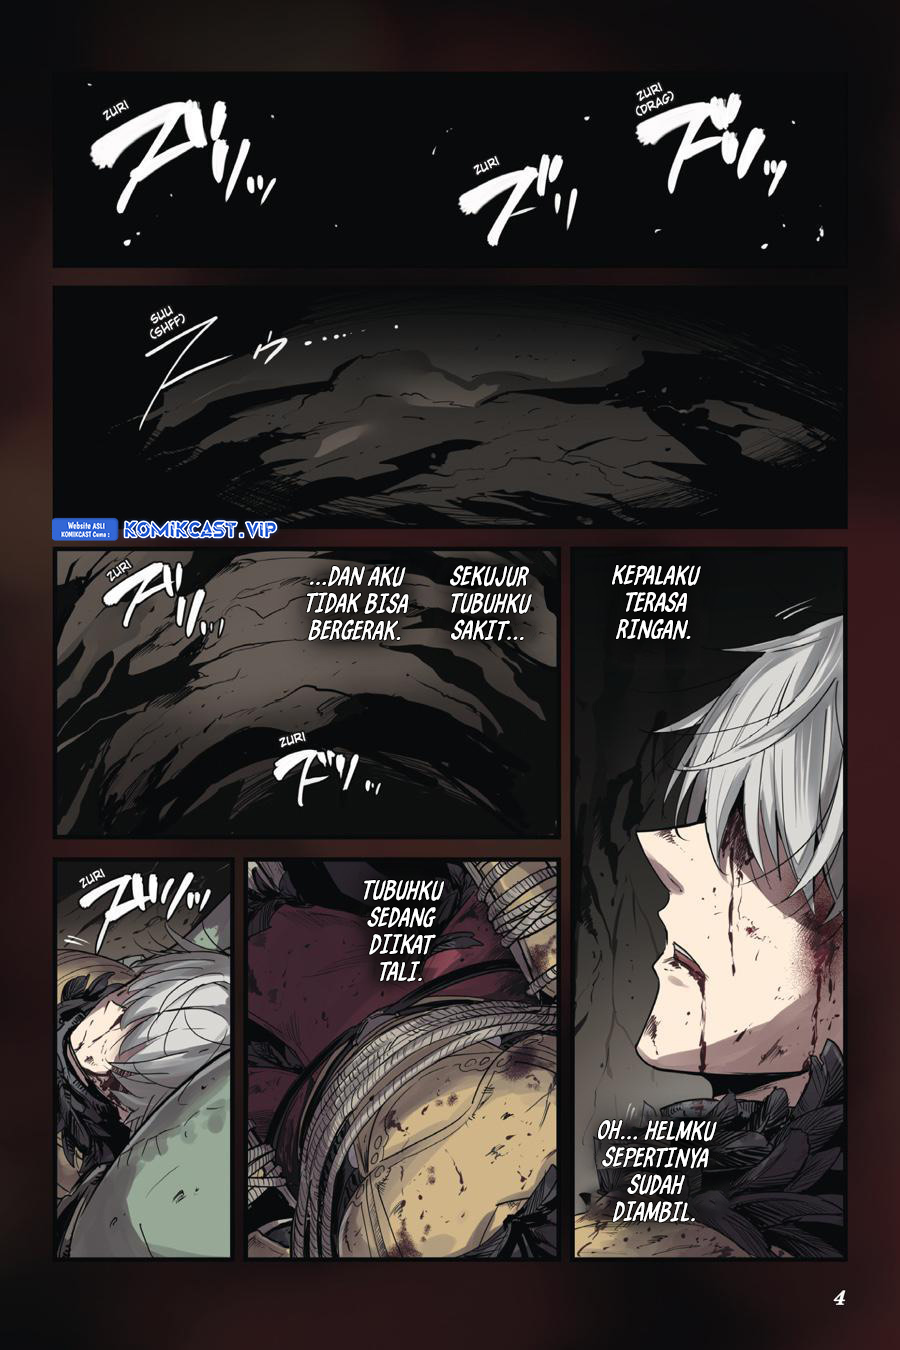 ZURI
(DRAG)
ズリッ
ZURI
ズリ
ZURI
ズリッ
SUU
(SHFF)
スゥ......
Website ASLI
KOMIKCAST Cuma :
KOMIKCAST.VIP
KEPALAKU
TERASA
RINGAN.
OH... HELMKU
SEPERTINYA
SUDAH
DIAMBIL.
SEKUJUR
TUBUHKU
SAKIT...
...DAN AKU
TIDAK BISA
BERGERAK.
ZURI
ズリッ
ZURI
ズリッ
TUBUHKU
SEDANG
DIIKAT
TALI.
ZURI
ズリッ
4